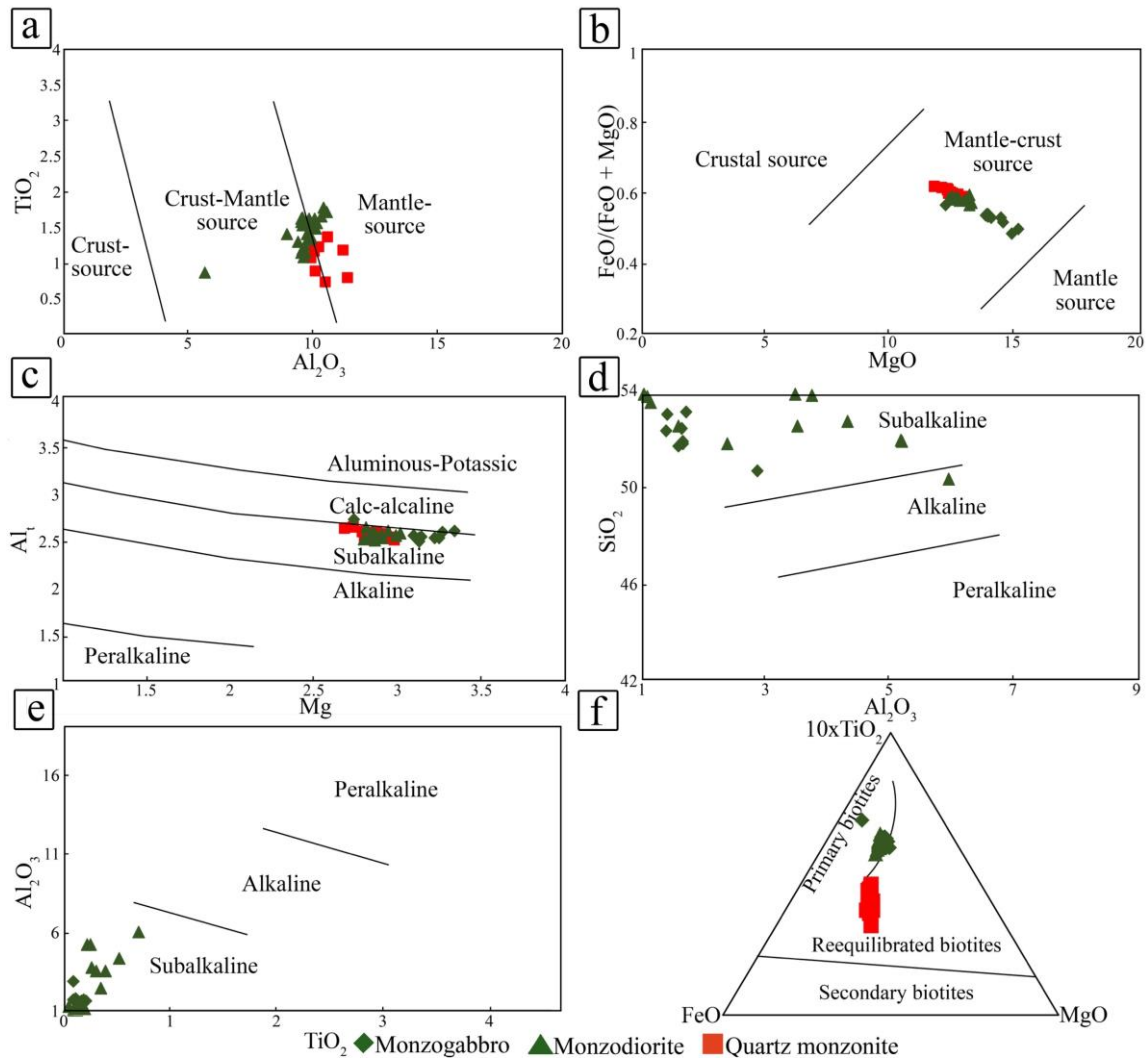 a
4
3.5
3
2.5
2
1.5
1
0.5
TiO₂
Crust-Mantle
source
Mantle-
source
Crust-
source
0
5
10
15
20
Al₂O₃
b
1
0.8
0.6
0.4
0.2
FeO/(FeO + MgO)
Crustal source
Mantle-crust
source
Mantle
source
0
5
10
15
20
MgO
c
4
3.5
3
2.5
2
1.5
1
Alₜ
Aluminous-Potassic
Calc-alcaline
Subalkaline
Alkaline
Peralkaline
1.5
2
2.5
3
3.5
4
Mg
d
54
50
46
42
SiO₂
Subalkaline
Alkaline
Peralkaline
1
3
5
7
9
Al₂O₃
e
16
11
6
1
Al₂O₃
Peralkaline
Alkaline
Subalkaline
0
1
2
3
4
TiO₂
f
10xTiO₂
Primary biotites
Reequilibrated biotites
Secondary biotites
FeO
MgO
Monzogabbro
Monzodiorite
Quartz monzonite